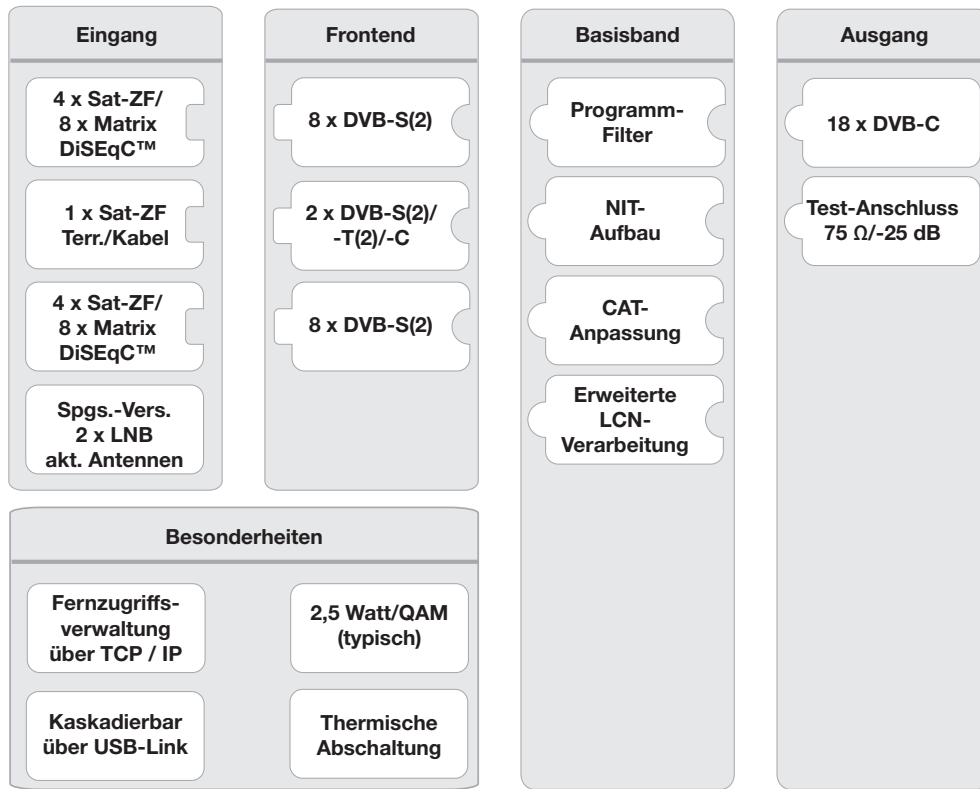 Eingang
4 x Sat-ZF/
8 x Matrix
DiSEqC™
1 x Sat-ZF
Terr./Kabel
4 x Sat-ZF/
8 x Matrix
DiSEqC™
Spgs.-Vers.
2 x LNB
akt. Antennen
Frontend
8 x DVB-S(2)
2 x DVB-S(2)/
-T(2)/-C
8 x DVB-S(2)
Basisband
Programm-
Filter
NIT-
Aufbau
CAT-
Anpassung
Erweiterte
LCN-
Verarbeitung
Ausgang
18 x DVB-C
Test-Anschluss
75 Ω/-25 dB
Besonderheiten
Fernzugriffs-
verwaltung
über TCP / IP
2,5 Watt/QAM
(typisch)
Kaskadierbar
über USB-Link
Thermische
Abschaltung